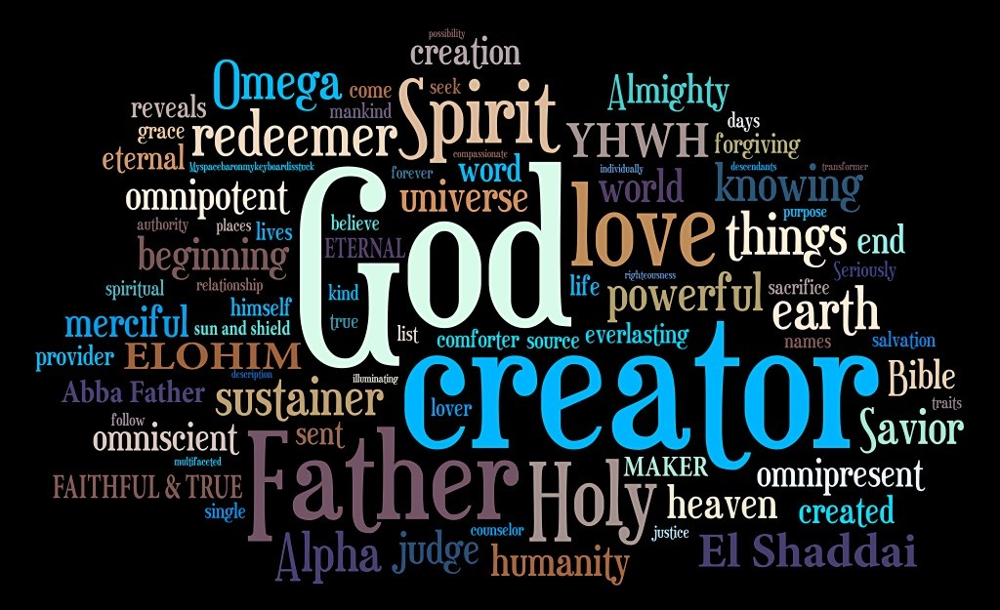 possibility
creation
Omega
come
seek
Spirit
Almighty
reveals
mankind
days
grace
redeemer
YHWH
forgiving
eternal
compassionate
Myspacebaronmykeyboardisstuck
forever
word
individually
descendants
transformer
world
knowing
omnipotent
universe
God
love
purpose
authority
places
lives
believe
things
end
ETERNAL
beginning
Seriously
spiritual
relationship
kind
life
righteousness
powerful
sacrifice
himself
earth
merciful
sun and shield
true
list
comforter
source
everlasting
names
salvation
provider
ELOHIM
description
illuminating
creator
Bible
Abba Father
sustainer
lover
traits
follow
omniscient
sent
Savior
multifaceted
Father
Holy
MAKER
omnipresent
FAITHFUL & TRUE
single
heaven
created
counselor
justice
Alpha
judge
humanity
El Shaddai